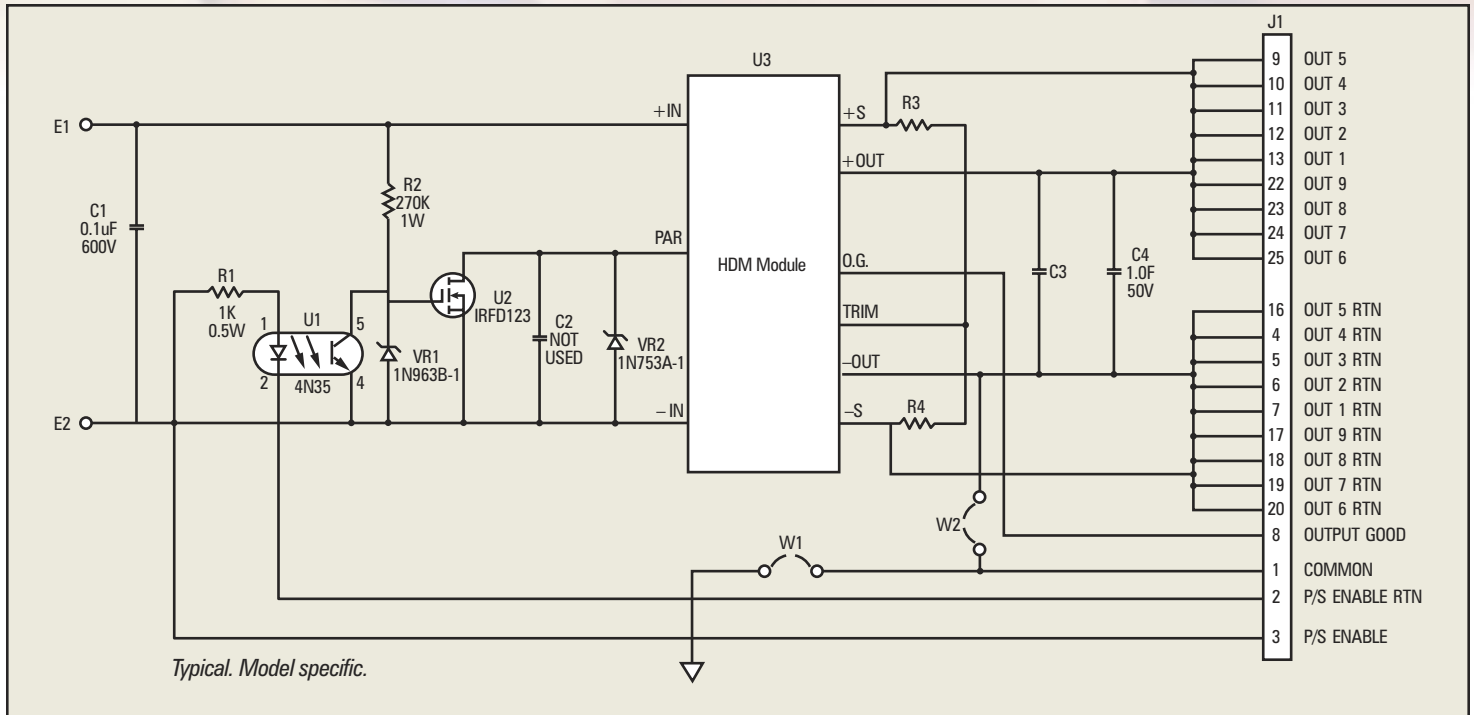 J1
U3
E1
C1
0.1uF
600V
R1
1K
0.5W
1
U1
5
2
4N35
4
E2
R2
270K
1W
VR1
1N963B-1
U2
IRFD123
C2
NOT
USED
VR2
1N753A-1
+IN
PAR
–IN
HDM Module
+S
+OUT
O.G.
TRIM
–OUT
–S
R3
R4
C3
C4
1.0F
50V
W2
W1
9 OUT 5
10 OUT 4
11 OUT 3
12 OUT 2
13 OUT 1
22 OUT 9
23 OUT 8
24 OUT 7
25 OUT 6
16 OUT 5 RTN
4 OUT 4 RTN
5 OUT 3 RTN
6 OUT 2 RTN
7 OUT 1 RTN
17 OUT 9 RTN
18 OUT 8 RTN
19 OUT 7 RTN
20 OUT 6 RTN
8 OUTPUT GOOD
1 COMMON
2 P/S ENABLE RTN
3 P/S ENABLE
Typical. Model specific.